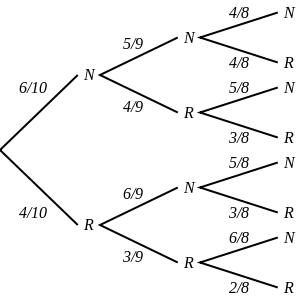 4/8 N
5/9 N
4/8 R
6/10 N
5/8 N
4/9 R
3/8 R
5/8 N
6/9 N
3/8 R
4/10 R
6/8 N
3/9 R
2/8 R